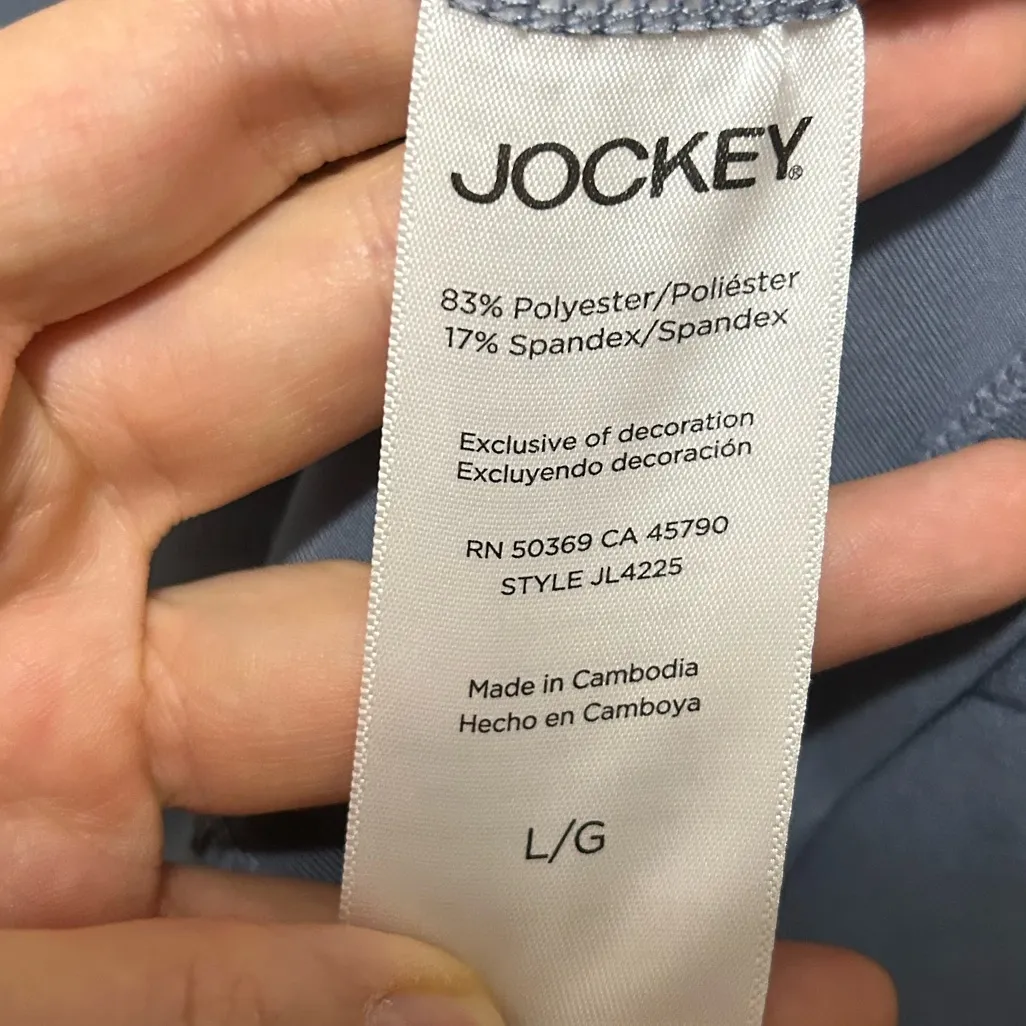 JOCKEY®
83% Polyester/Poliéster
17% Spandex/Spandex
Exclusive of decoration
Excluyendo decoración
RN 50369 CA 45790
STYLE JL4225
Made in Cambodia
Hecho en Camboya
L/G